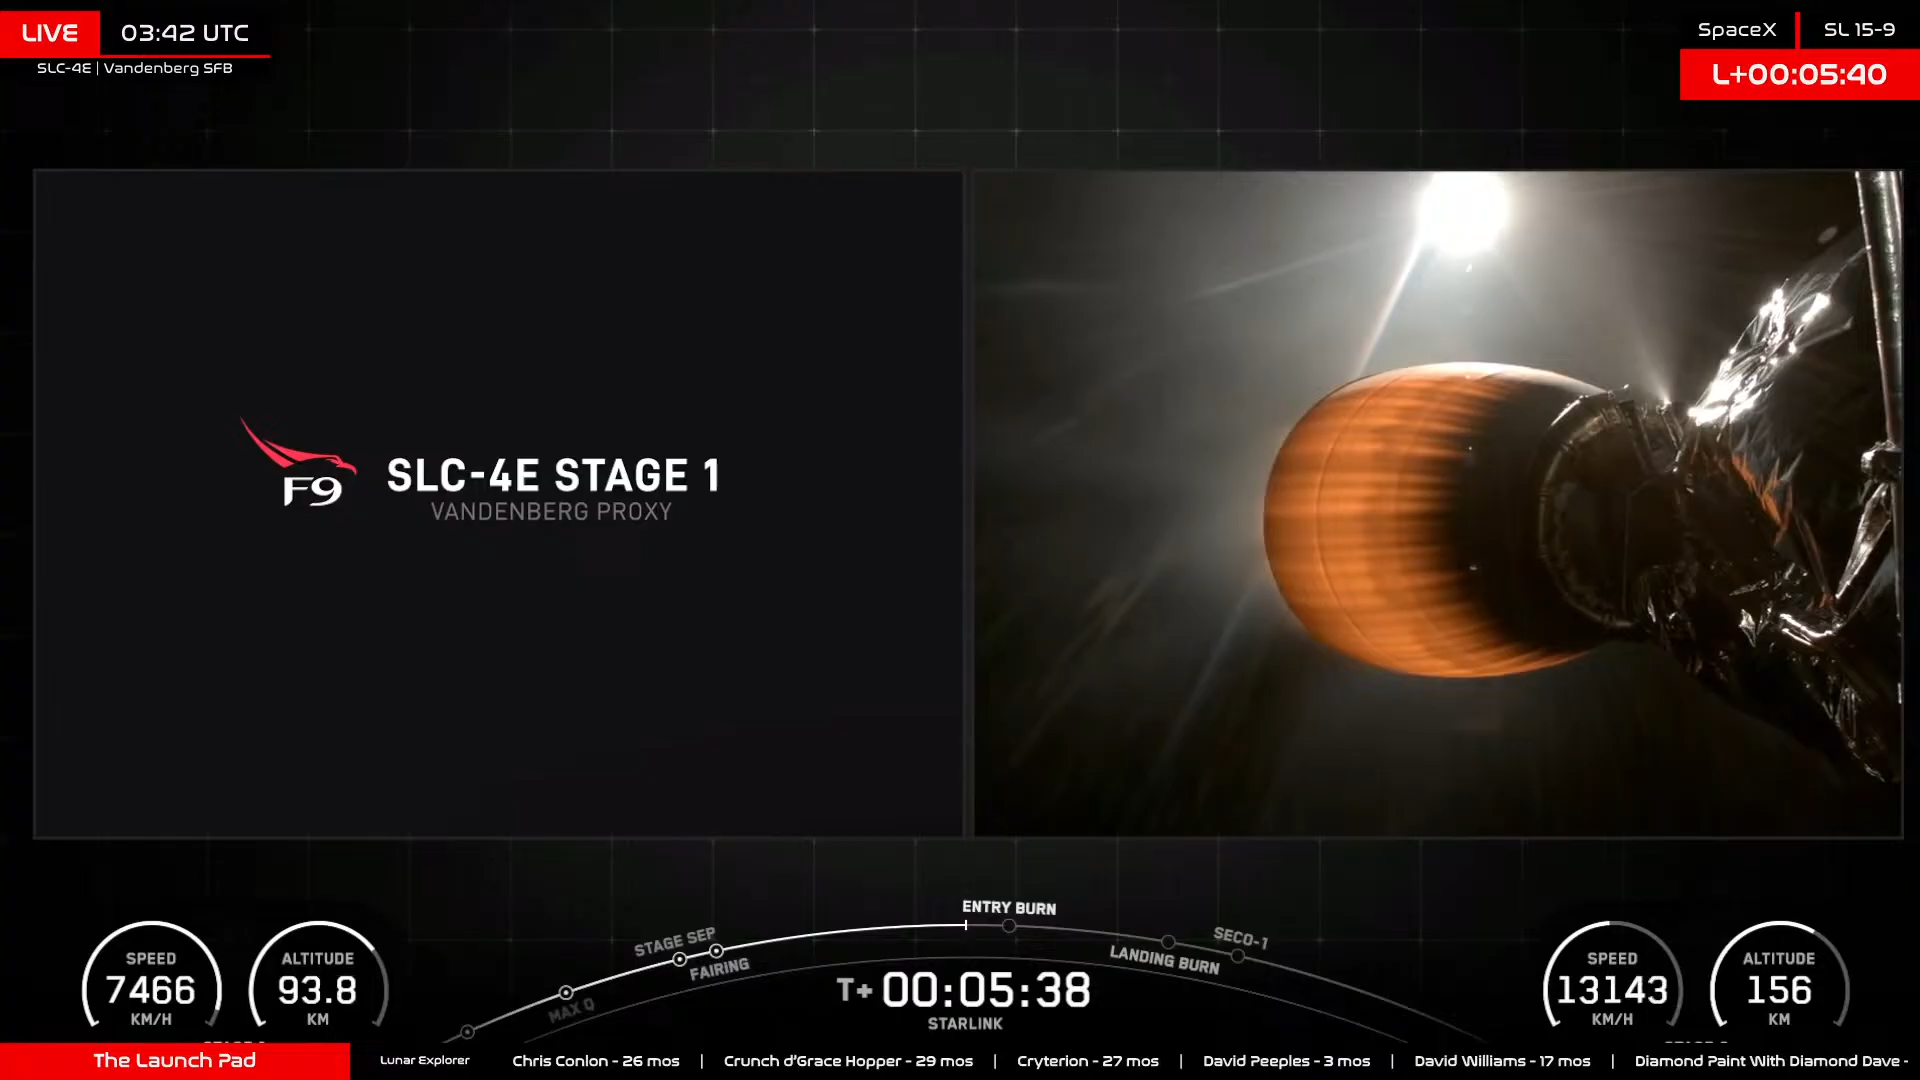 LIVE
03:42 UTC
SLC-4E | Vandenberg SFB
SpaceX
SL 15-9
L+00:05:40
F9
SLC-4E STAGE 1
VANDENBERG PROXY
SPEED
7466
KM/H
ALTITUDE
93.8
KM
MAX Q
STAGE SEP
FAIRING
ENTRY BURN
LANDING BURN
SECO-1
T+ 00:05:38
STARLINK
SPEED
13143
KM/H
ALTITUDE
156
KM
The Launch Pad
Lunar Explorer
Chris Conlon - 26 mos | Crunch d'Grace Hopper - 29 mos | Cryterion - 27 mos | David Peeples - 3 mos | David Williams - 17 mos | Diamond Paint With Diamond Dave -